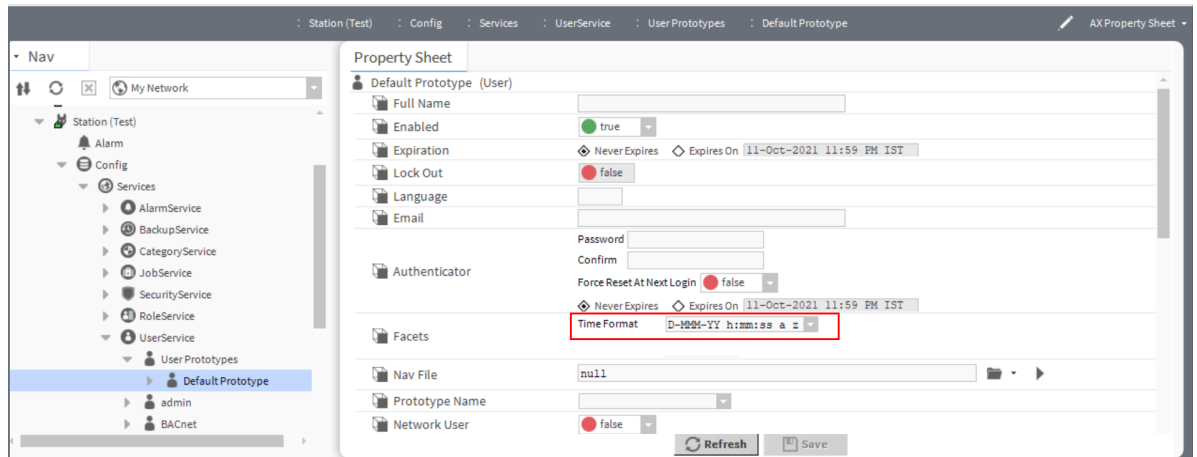 : Station (Test) : Config : Services : UserService : User Prototypes : Default Prototype AX Property Sheet
Nav
My Network
Station (Test)
Alarm
Config
Services
AlarmService
BackupService
CategoryService
JobService
SecurityService
RoleService
UserService
User Prototypes
Default Prototype
admin
BACnet
Property Sheet
Default Prototype (User)
Full Name
Enabled true
Expiration Never Expires Expires On 11-Oct-2021 11:59 PM IST
Lock Out false
Language
Email
Password
Confirm
Authenticator
Force Reset At Next Login false
Never Expires Expires On 11-Oct-2021 11:59 PM IST
Time Format D-MMM-YY h:mm:ss a z
Facets
Nav File null
Prototype Name
Network User false
Refresh Save